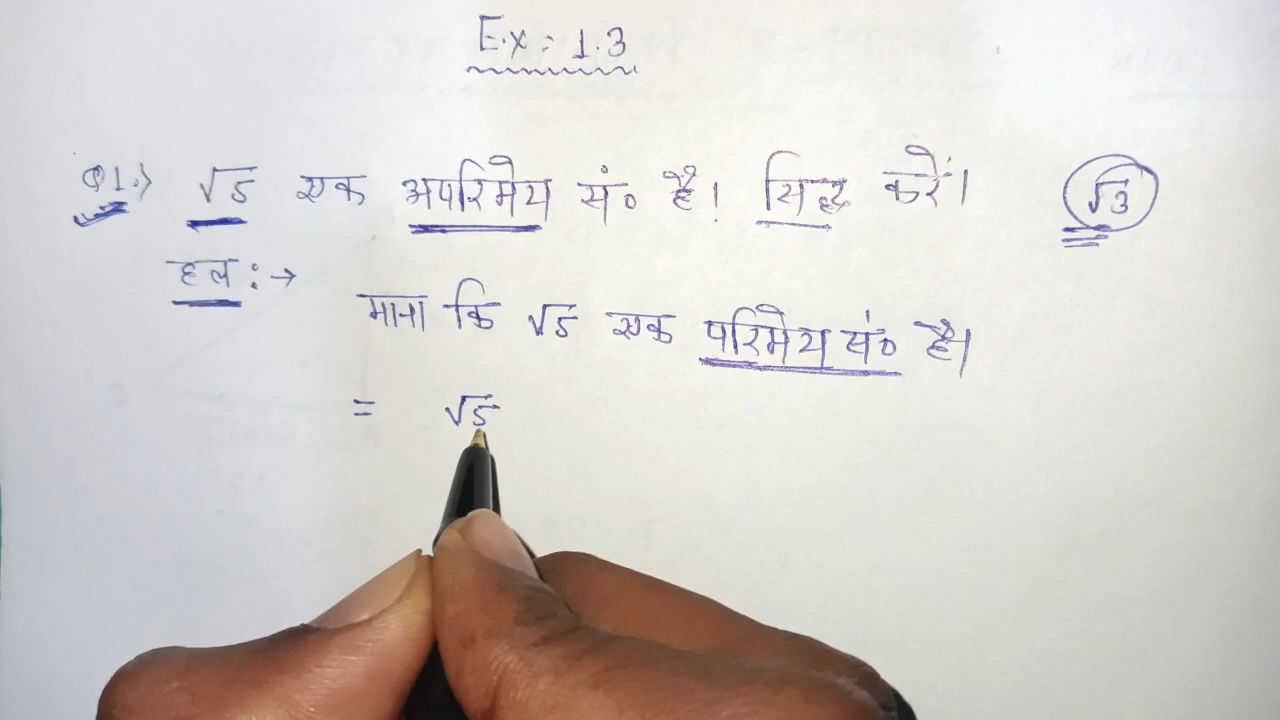 Ex: 1.3
Q1.> √5 एक अपरिमेय सं० है। सिद्ध करें। √3
हल :→
माना कि √5 एक परिमेय सं० है।
= √5